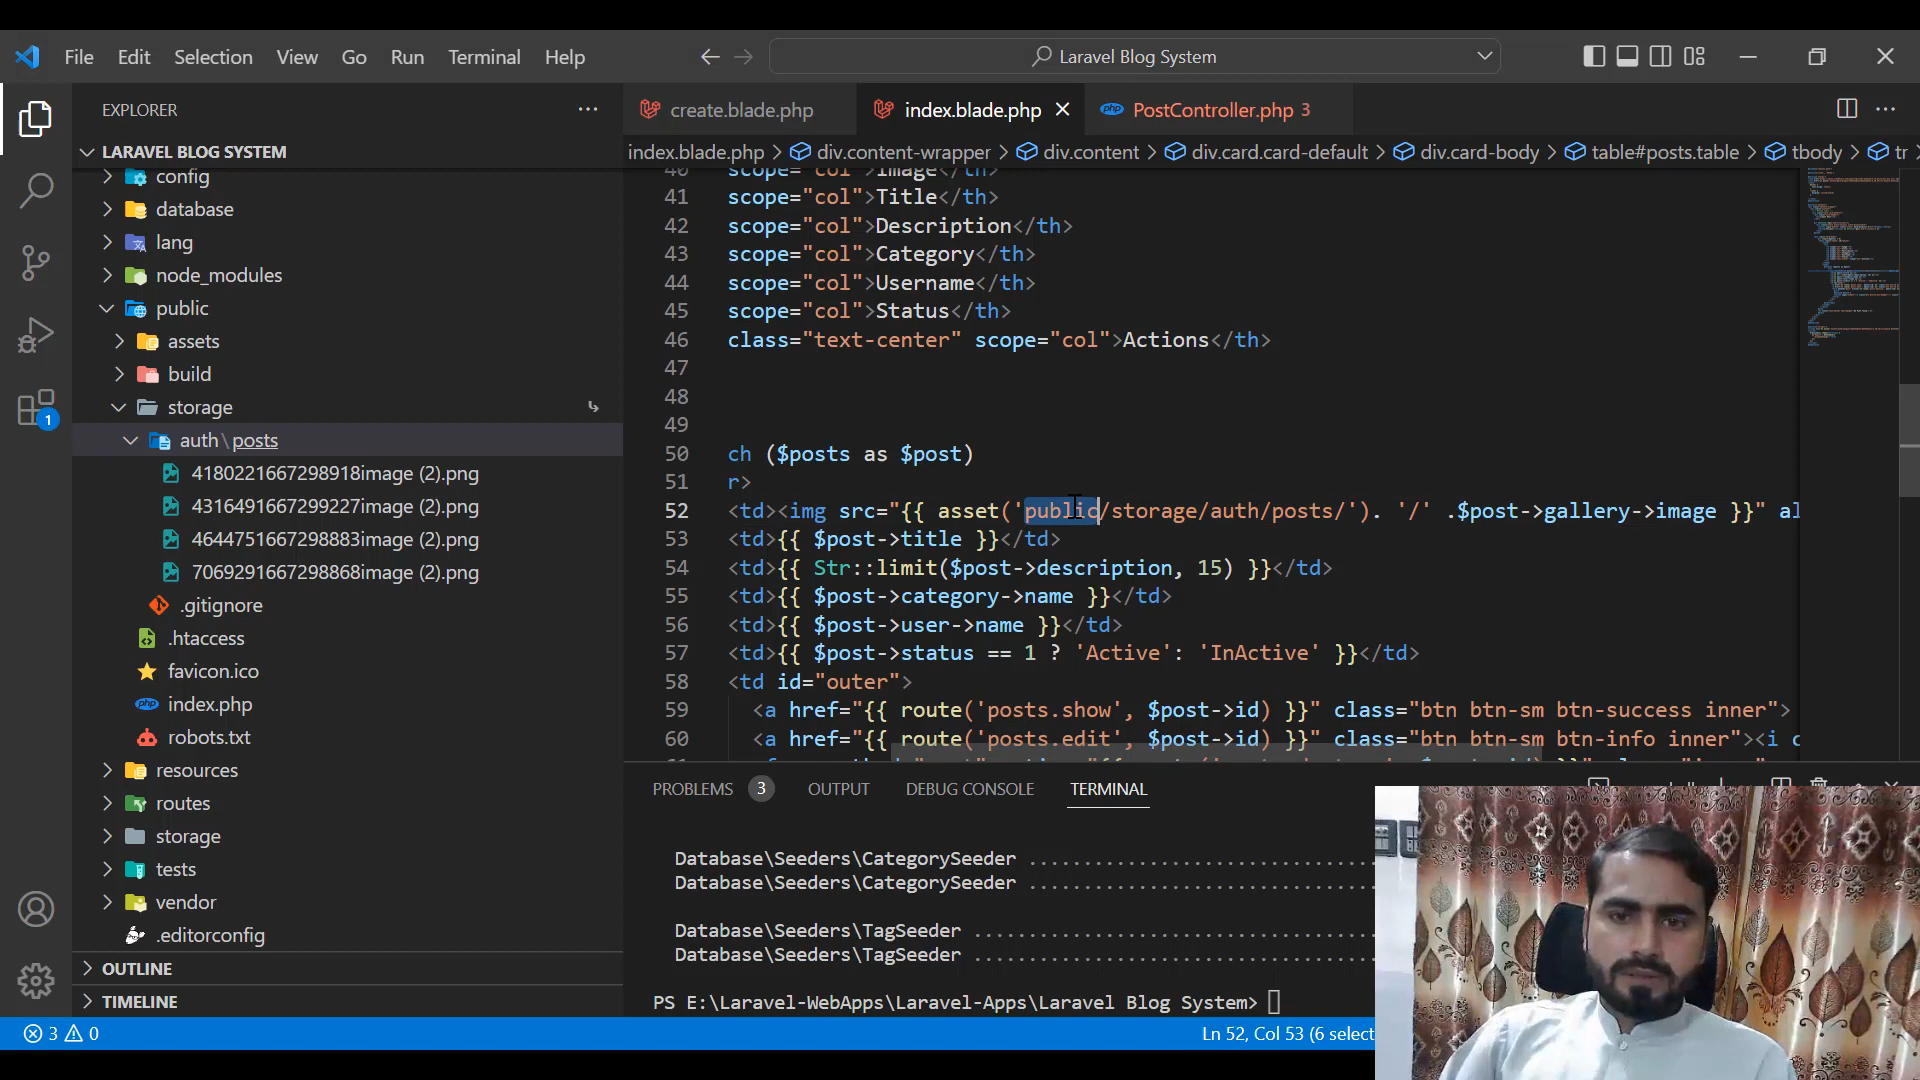 File Edit Selection View Go Run Terminal Help
Laravel Blog System
EXPLORER
LARAVEL BLOG SYSTEM
config
database
lang
node_modules
public
assets
build
storage
auth\posts
4180221667298918image (2).png
4316491667299227image (2).png
4644751667298883image (2).png
7069291667298868image (2).png
.gitignore
.htaccess
favicon.ico
index.php
robots.txt
resources
routes
storage
tests
vendor
.editorconfig
OUTLINE
TIMELINE
1
create.blade.php index.blade.php PostController.php 3
index.blade.php > div.content-wrapper > div.content > div.card.card-default > div.card-body > table#posts.table > tbody > tr
40 scope="col">Image</th>
41 scope="col">Title</th>
42 scope="col">Description</th>
43 scope="col">Category</th>
44 scope="col">Username</th>
45 scope="col">Status</th>
46 class="text-center" scope="col">Actions</th>
47
48
49
50 ch ($posts as $post)
51 r>
52 <td><img src="{{ asset('public/storage/auth/posts/'). '/' .$post->gallery->image }}" al
53 <td>{{ $post->title }}</td>
54 <td>{{ Str::limit($post->description, 15) }}</td>
55 <td>{{ $post->category->name }}</td>
56 <td>{{ $post->user->name }}</td>
57 <td>{{ $post->status == 1 ? 'Active': 'InActive' }}</td>
58 <td id="outer">
59 <a href="{{ route('posts.show', $post->id) }}" class="btn btn-sm btn-success inner">
60 <a href="{{ route('posts.edit', $post->id) }}" class="btn btn-sm btn-info inner"><i c
PROBLEMS 3 OUTPUT DEBUG CONSOLE TERMINAL
Database\Seeders\CategorySeeder ............................
Database\Seeders\CategorySeeder ............................
Database\Seeders\TagSeeder ................................
Database\Seeders\TagSeeder ................................
PS E:\Laravel-WebApps\Laravel-Apps\Laravel Blog System>
3 0
Ln 52, Col 53 (6 select